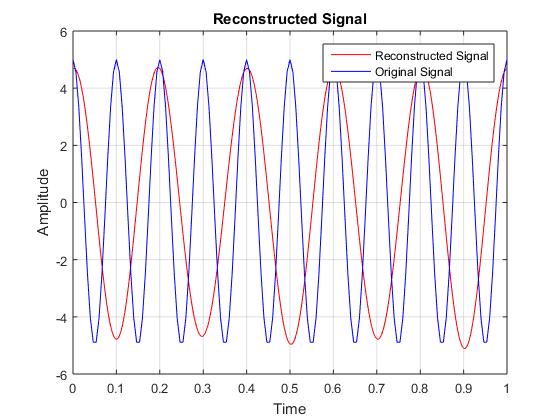 Reconstructed Signal
Reconstructed Signal
Original Signal
6
4
2
0
-2
-4
-6
Amplitude
0 0.1 0.2 0.3 0.4 0.5 0.6 0.7 0.8 0.9 1
Time